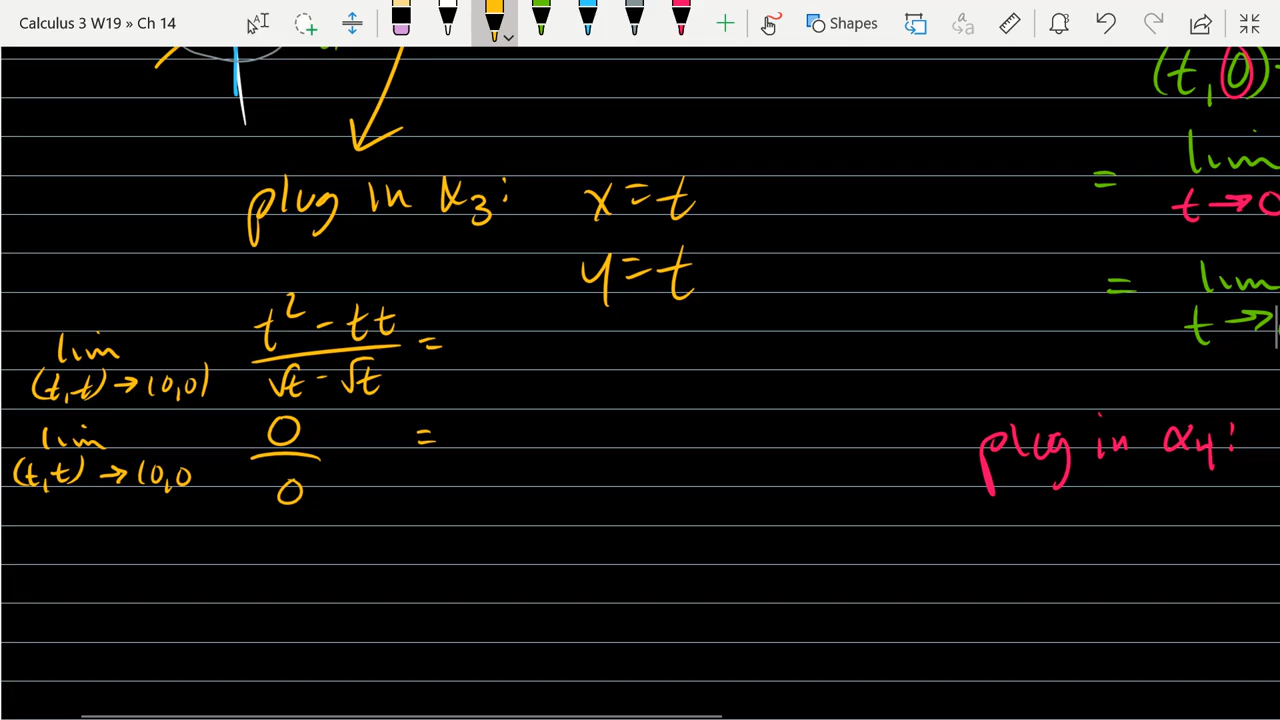 Calculus 3 W19 » Ch 14
Shapes
plug in α3: x = t
y = t
lim (t,t) → (0,0) t² - tt / √t - √t =
lim (t,t) → (0,0 0 / 0 =
(t, 0)
= lim t → 0
= lim t →
plug in α4: